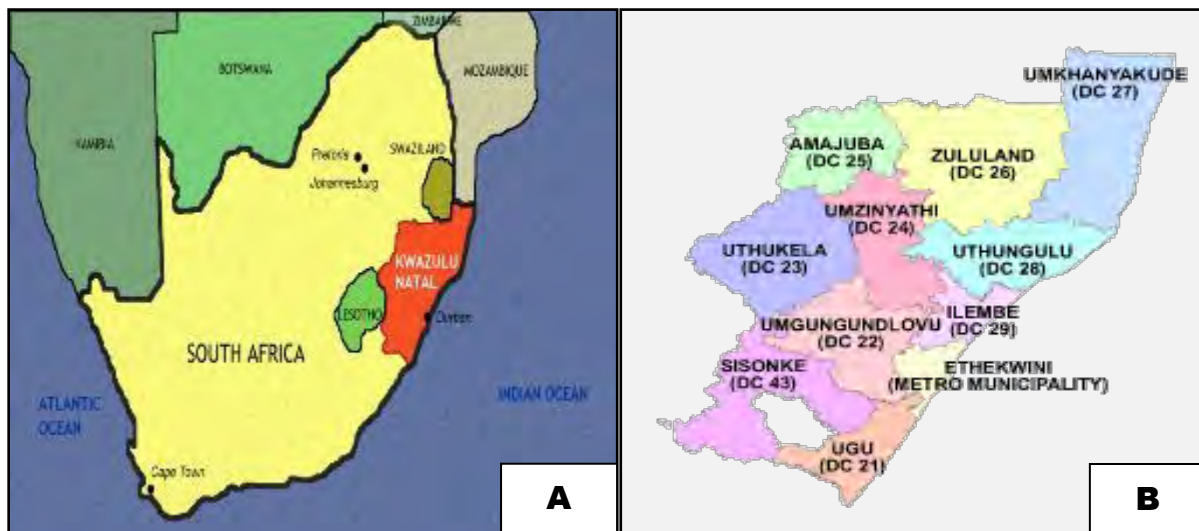 ZIMBABWE
BOTSWANA
MOZAMBIQUE
NAMIBIA
Pretoria
SWAZILAND
Johannesburg
KWAZULU
NATAL
LESOTHO
Durban
SOUTH AFRICA
INDIAN OCEAN
ATLANTIC
OCEAN
Cape Town
A
UMKHANYAKUDE
(DC 27)
AMAJUBA
(DC 25)
ZULULAND
(DC 26)
UMZINYATHI
(DC 24)
UTHUKELA
(DC 23)
UTHUNGULU
(DC 28)
ILEMBE
(DC 29)
UMGUNGUNDLOVU
(DC 22)
SISONKE
(DC 43)
ETHEKWINI
(METRO MUNICIPALITY)
UGU
(DC 21)
B